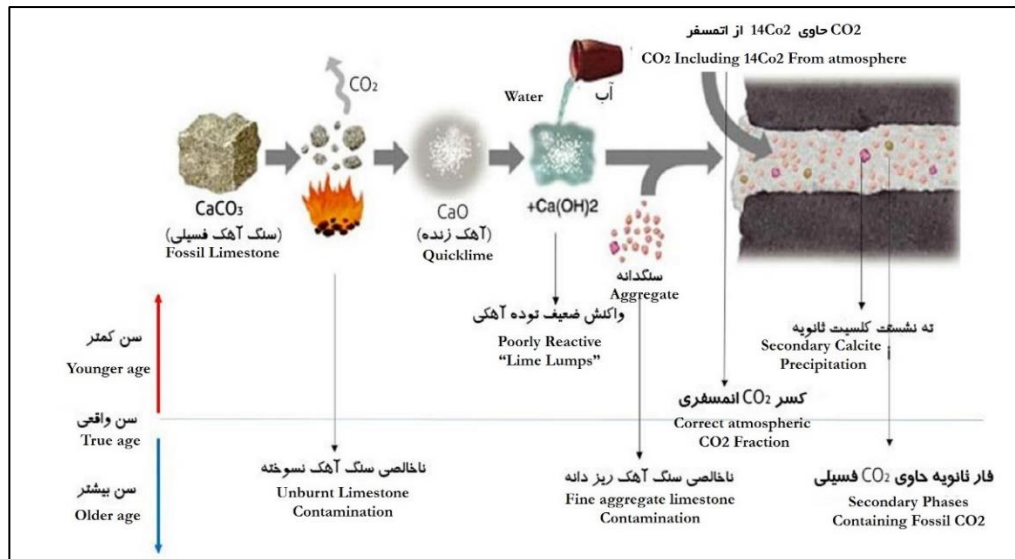 CO2 حاوی 14Co2 از اتمسفر
CO2 Including 14Co2 From atmosphere
CO2
Water
آب
CaCO3
(سنگ آهک فسیلی)
Fossil Limestone
CaO
(آهک زنده)
Quicklime
+Ca(OH)2
سنگدانه
Aggregate
واکنش ضعیف توده آهکی
Poorly Reactive
“Lime Lumps”
ته نشست کلسیت ثانویه
Secondary Calcite
Precipitation
سن کمتر
Younger age
سن واقعی
True age
سن بیشتر
Older age
کسر CO2 اتمسفری
Correct atmospheric
CO2 Fraction
ناخالصی سنگ آهک نسوخته
Unburnt Limestone
Contamination
ناخالصی سنگ آهک ریز دانه
Fine aggregate limestone
Contamination
فار ثانویه حاوی CO2 فسیلی
Secondary Phases
Containing Fossil CO2